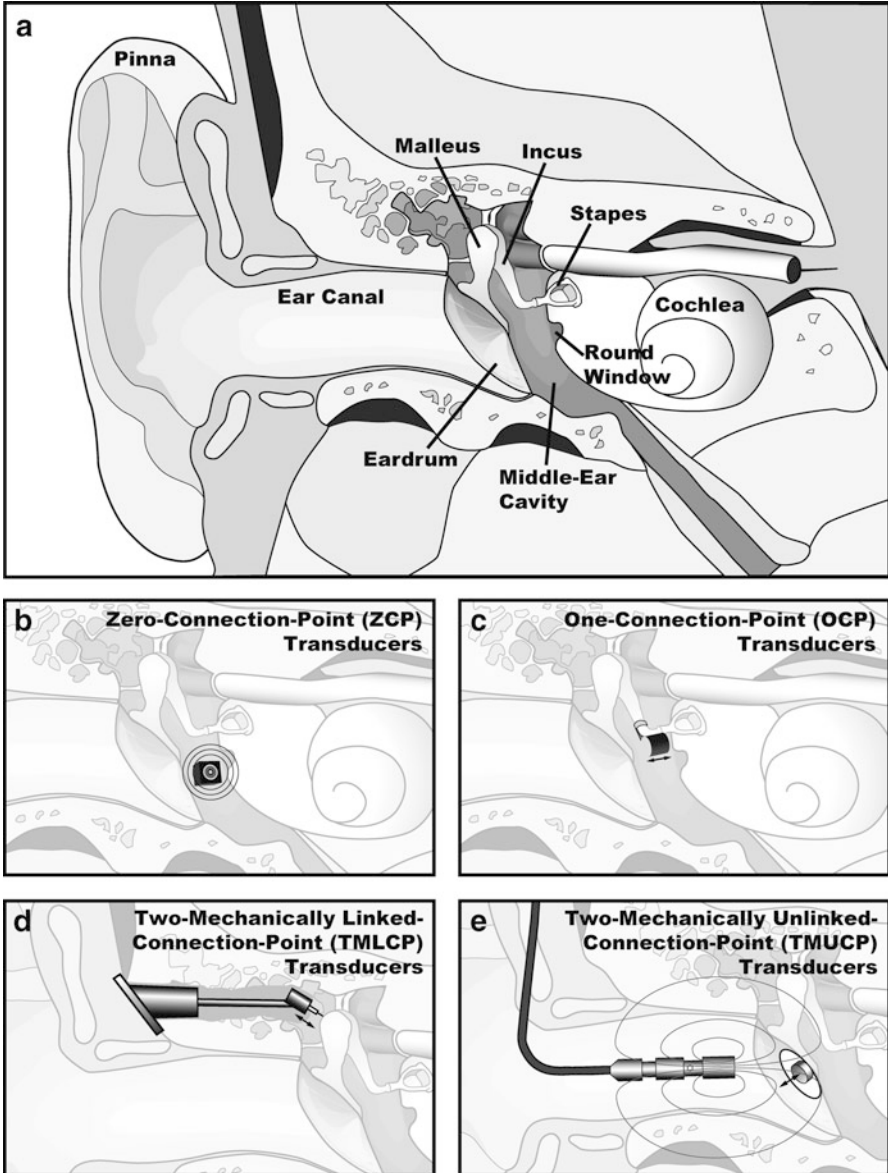 a
Pinna
Malleus
Incus
Stapes
Ear Canal
Cochlea
Round
Window
Eardrum
Middle-Ear
Cavity
b
Zero-Connection-Point (ZCP)
Transducers
c
One-Connection-Point (OCP)
Transducers
d
Two-Mechanically Linked-
Connection-Point (TMLCP)
Transducers
e
Two-Mechanically Unlinked-
Connection-Point (TMUCP)
Transducers